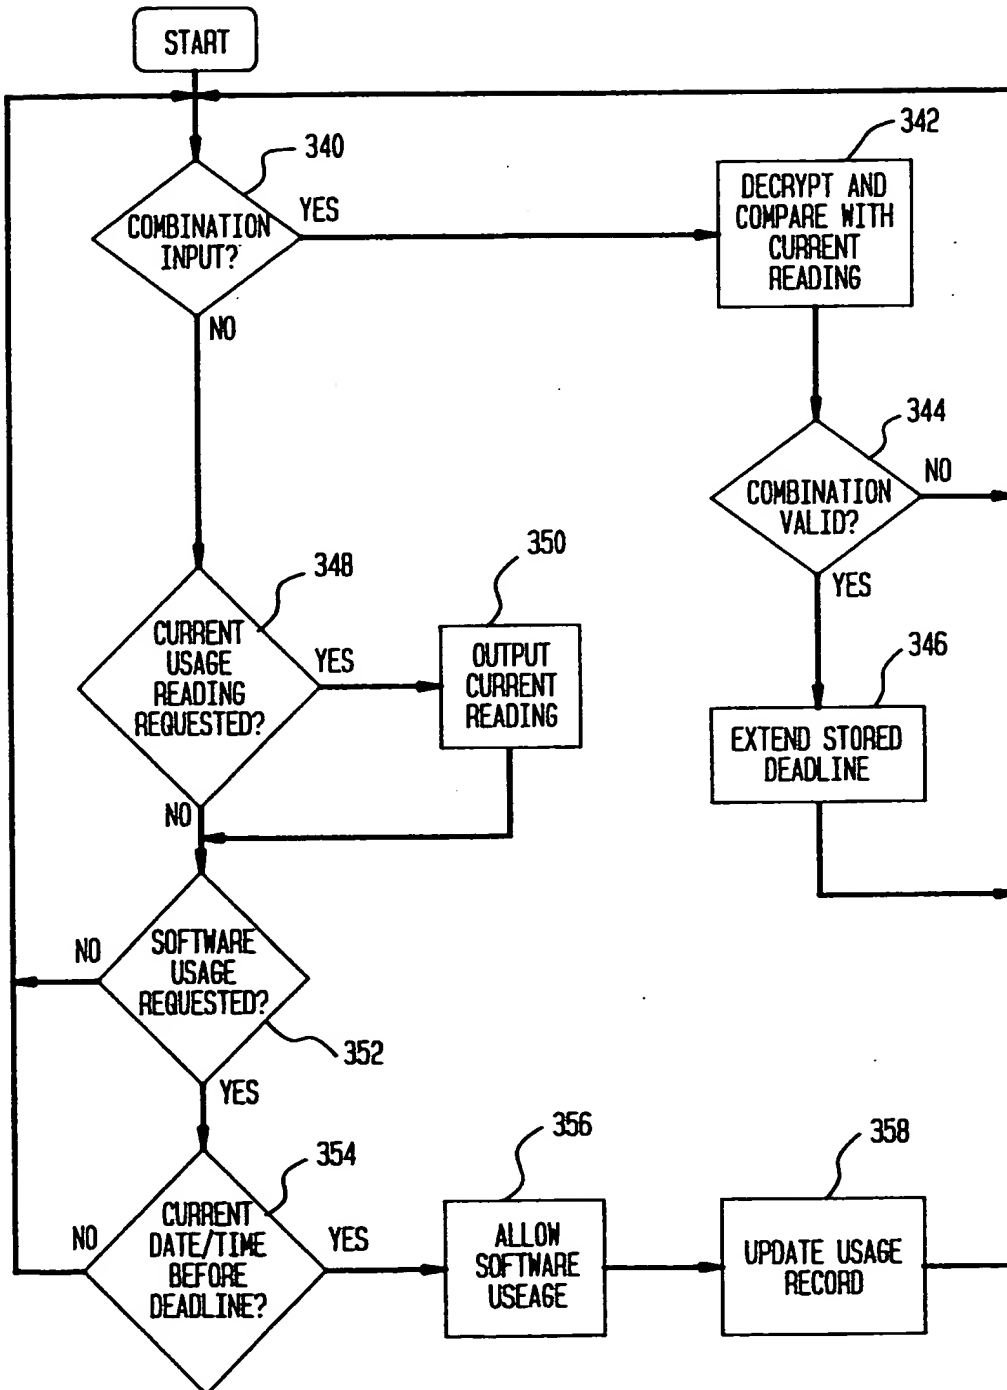 START
340
COMBINATION
INPUT?
YES
NO
342
DECRYPT AND
COMPARE WITH
CURRENT
READING
344
COMBINATION
VALID?
NO
YES
346
EXTEND STORED
DEADLINE
348
CURRENT
USAGE
READING
REQUESTED?
YES
NO
350
OUTPUT
CURRENT
READING
SOFTWARE
USAGE
REQUESTED?
NO
352
YES
354
CURRENT
DATE/TIME
BEFORE
DEADLINE?
NO
YES
356
ALLOW
SOFTWARE
USEAGE
358
UPDATE USAGE
RECORD